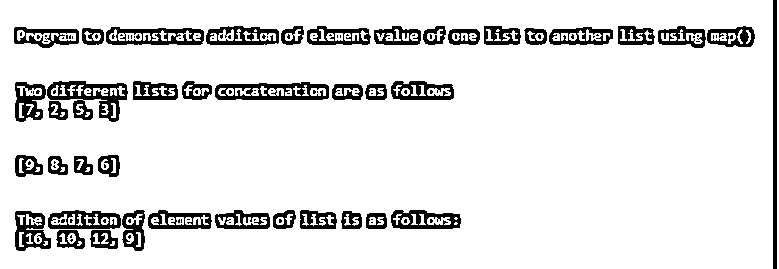 Program to demonstrate addition of element value of one list to another list using map()
Two different lists for concatenation are as follows
[7, 2, 5, 3]
[9, 8, 7, 6]
The addition of element values of list is as follows:
[16, 10, 12, 9]